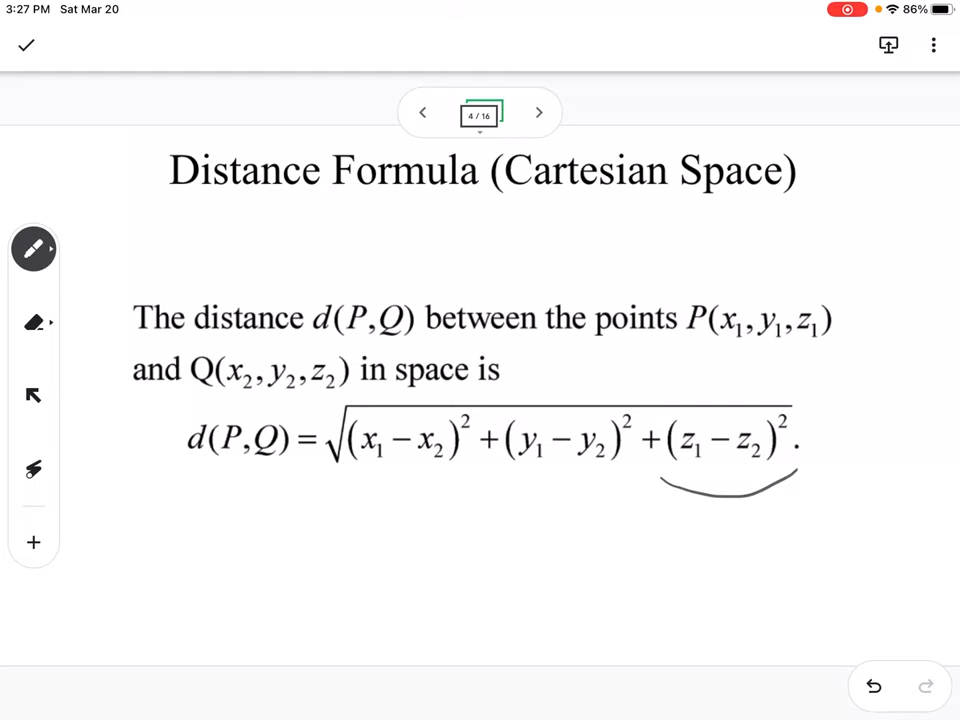 3:27 PM Sat Mar 20
86%
4 / 16
Distance Formula (Cartesian Space)
The distance d(P,Q) between the points P(x₁,y₁,z₁)
and Q(x₂,y₂,z₂) in space is
d(P,Q) = √((x₁ − x₂)² + (y₁ − y₂)² + (z₁ − z₂)²).